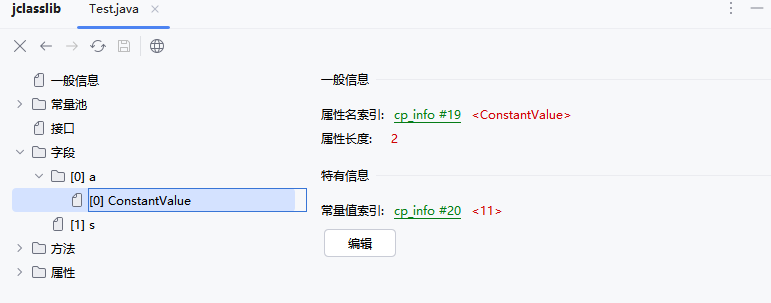 jclasslib Test.java
一般信息
常量池
接口
字段
[0] a
[0] ConstantValue
[1] s
方法
属性
一般信息
属性名索引: cp_info #19 <ConstantValue>
属性长度: 2
特有信息
常量值索引: cp_info #20 <11>
编辑